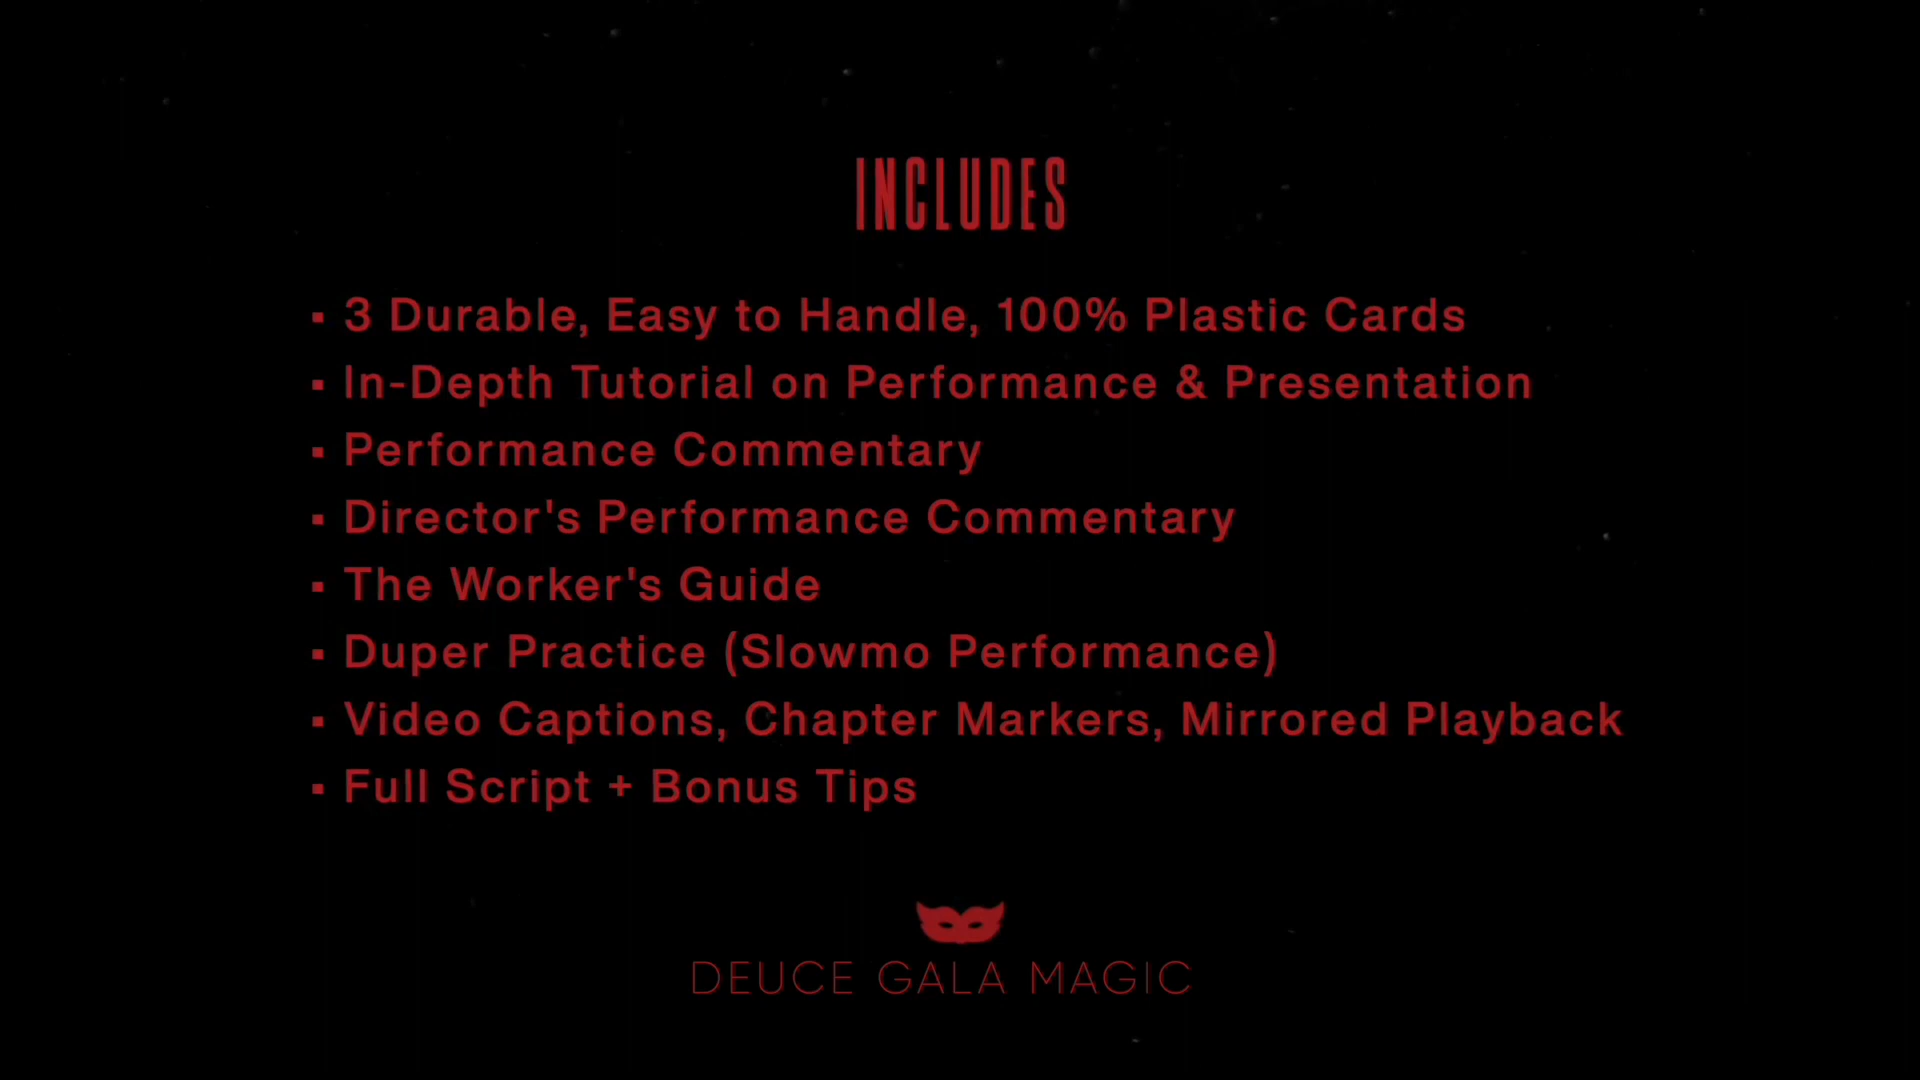 INCLUDES
▪ 3 Durable, Easy to Handle, 100% Plastic Cards
▪ In-Depth Tutorial on Performance & Presentation
▪ Performance Commentary
▪ Director's Performance Commentary
▪ The Worker's Guide
▪ Duper Practice (Slowmo Performance)
▪ Video Captions, Chapter Markers, Mirrored Playback
▪ Full Script + Bonus Tips
DEUCE GALA MAGIC